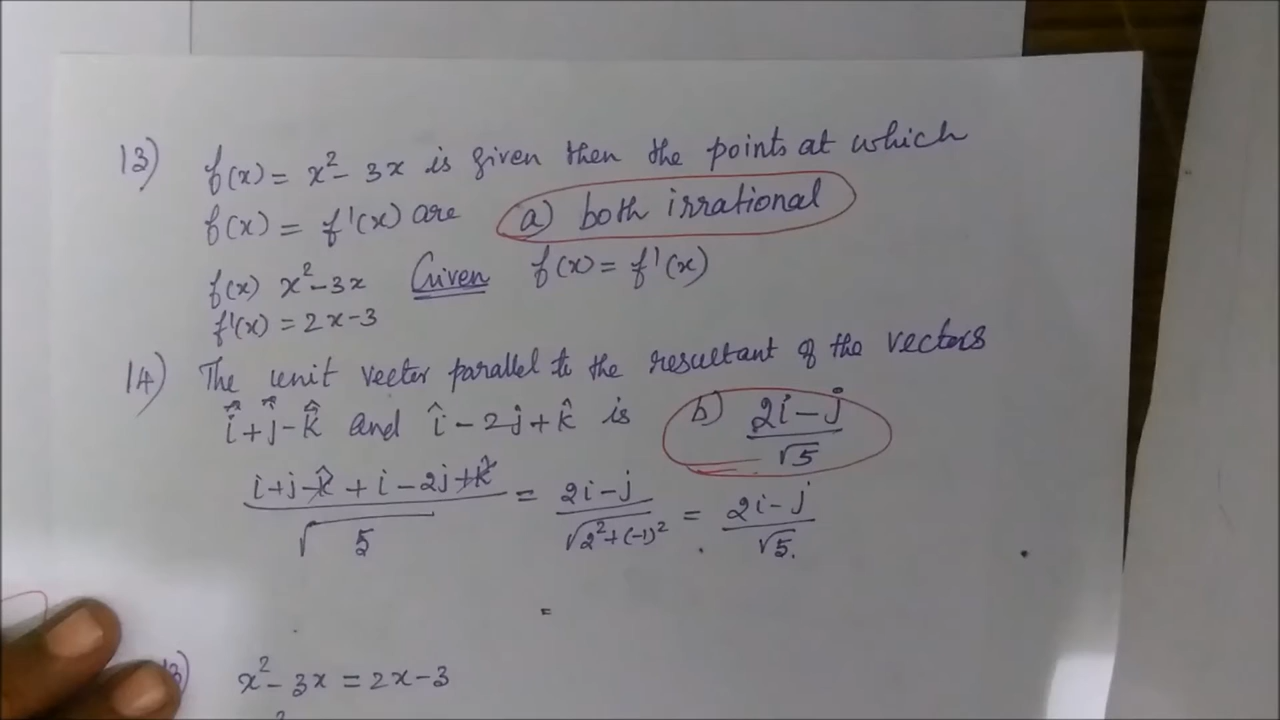 13) f(x) = x² - 3x is given then the points at which
f(x) = f'(x) are a) both irrational
f(x) x² - 3x Given f(x) = f'(x)
f'(x) = 2x - 3
14) The unit vector parallel to the resultant of the vectors
î + ĵ - k̂ and î - 2j + k̂ is b) (2i - j)/√5
(i + j - k̂ + i - 2j + k̂)/√5 = (2i - j)/√(2² + (-1)²) = (2i - j)/√5.
=
3) x² - 3x = 2x - 3